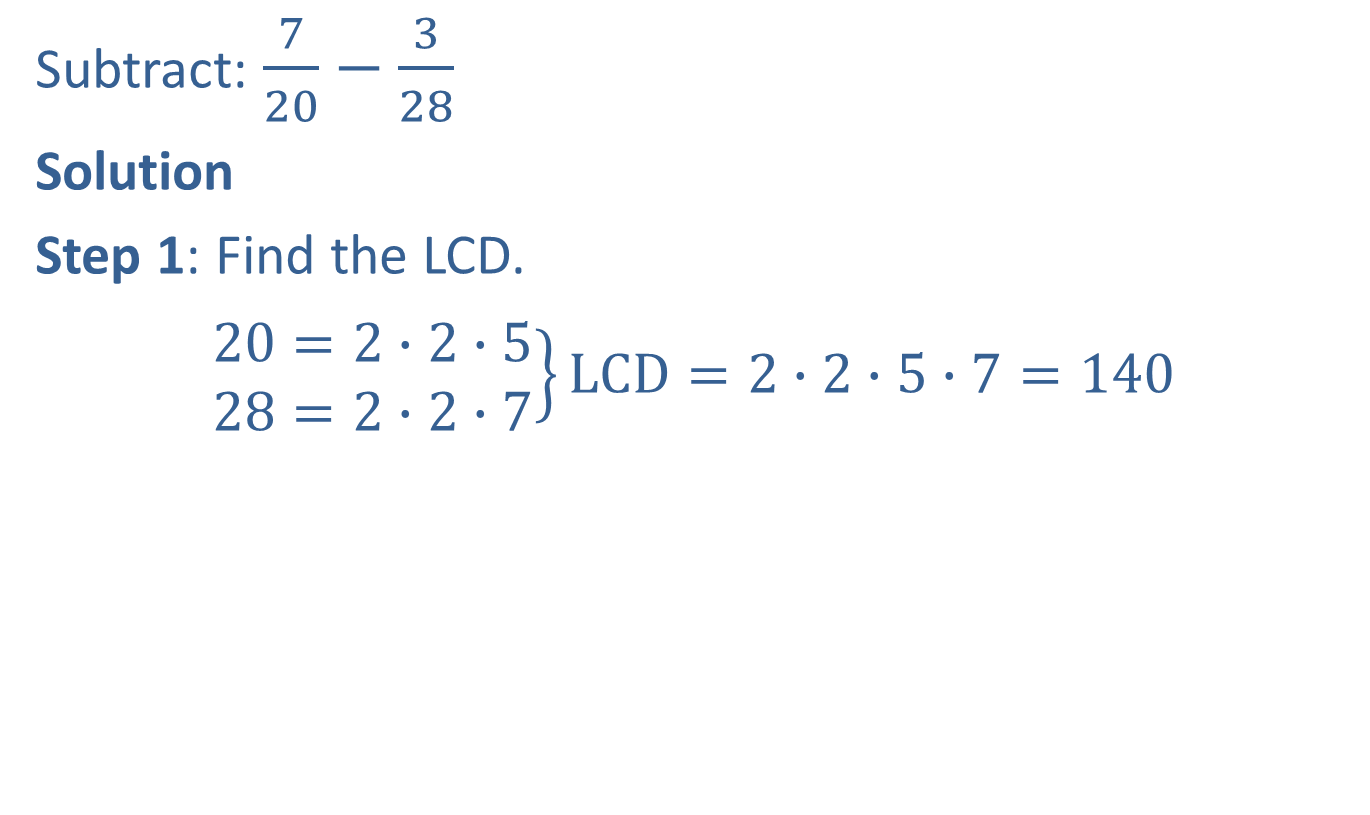 Subtract: 7/20 − 3/28
Solution
Step 1: Find the LCD.
20 = 2 · 2 · 5
28 = 2 · 2 · 7
} LCD = 2 · 2 · 5 · 7 = 140